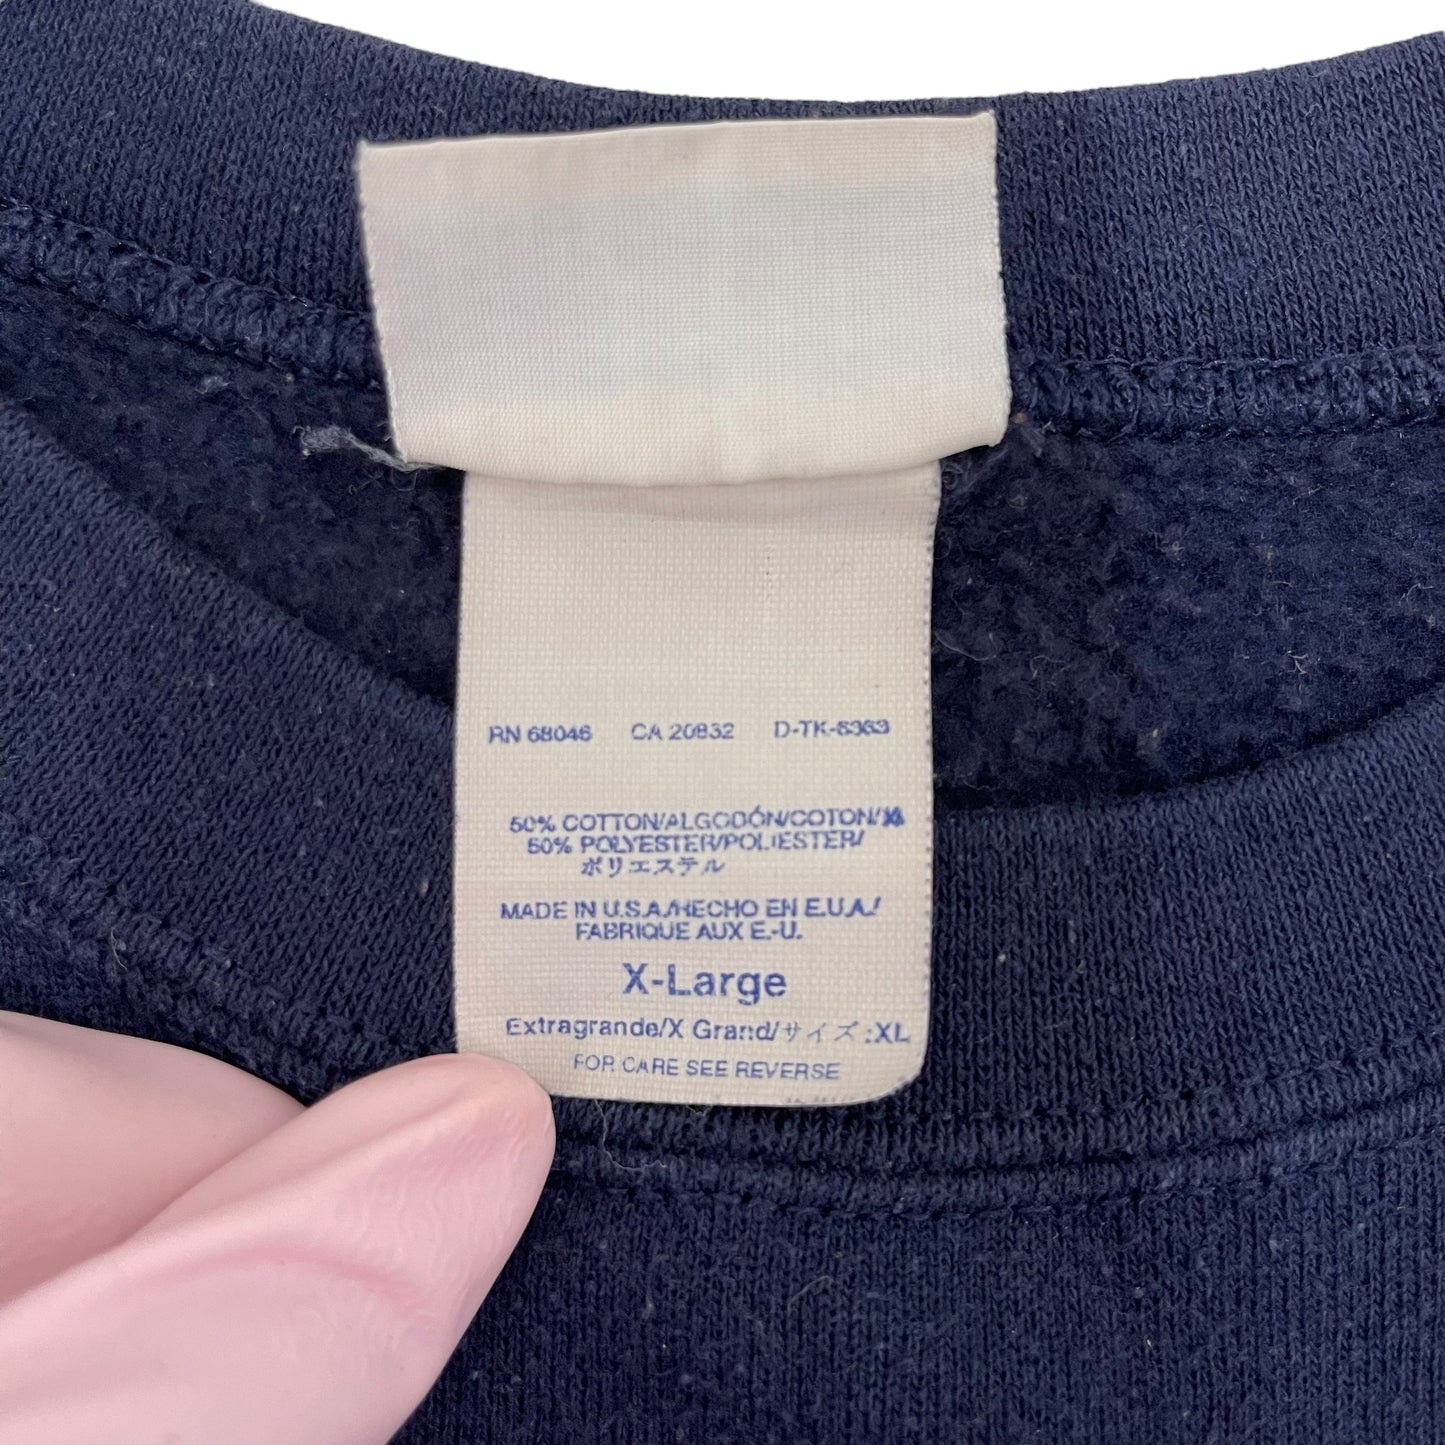 RN 68046 CA 20832 D-TK-6363
50% COTTON/ALGODÓN/COTON/綿
50% POLYESTER/POLIESTER/
ポリエステル
MADE IN U.S.A./HECHO EN E.U.A./
FABRIQUE AUX E.-U.
X-Large
Extragrande/X Grand/サイズ:XL
FOR CARE SEE REVERSE